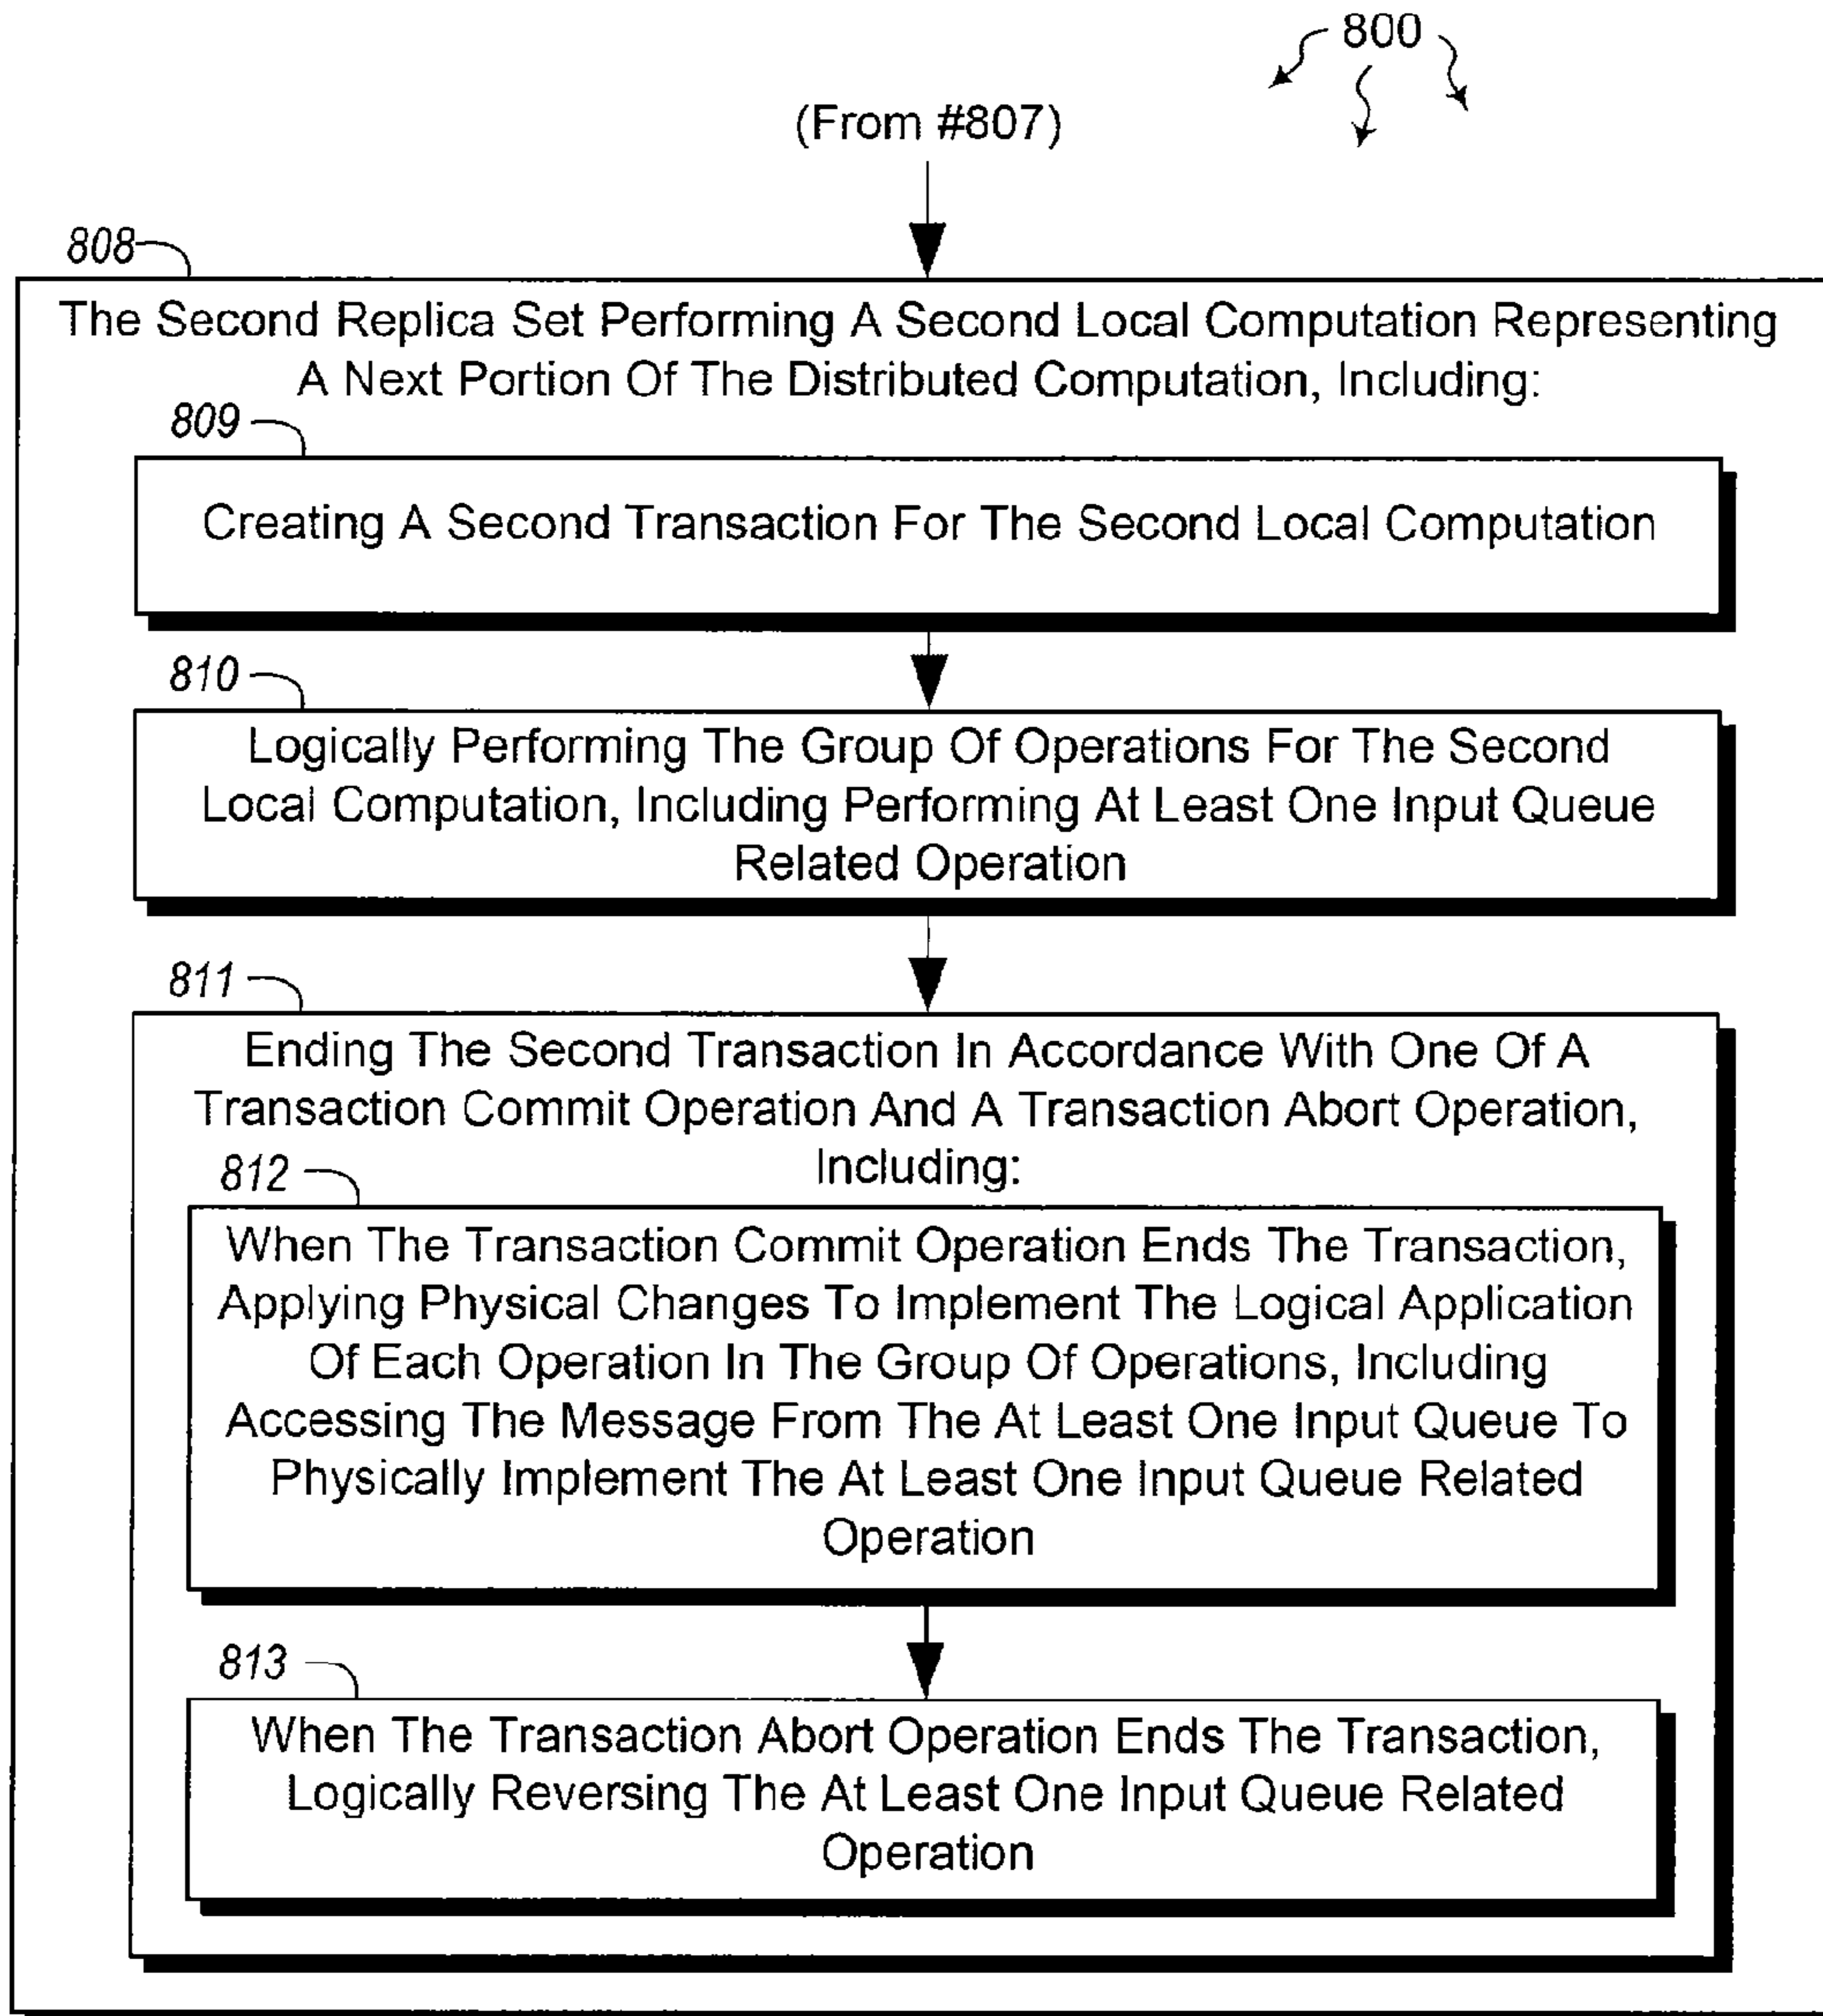 800
(From #807)
808
The Second Replica Set Performing A Second Local Computation Representing
A Next Portion Of The Distributed Computation, Including:
809
Creating A Second Transaction For The Second Local Computation
810
Logically Performing The Group Of Operations For The Second
Local Computation, Including Performing At Least One Input Queue
Related Operation
811
Ending The Second Transaction In Accordance With One Of A
Transaction Commit Operation And A Transaction Abort Operation,
Including:
812
When The Transaction Commit Operation Ends The Transaction,
Applying Physical Changes To Implement The Logical Application
Of Each Operation In The Group Of Operations, Including
Accessing The Message From The At Least One Input Queue To
Physically Implement The At Least One Input Queue Related
Operation
813
When The Transaction Abort Operation Ends The Transaction,
Logically Reversing The At Least One Input Queue Related
Operation